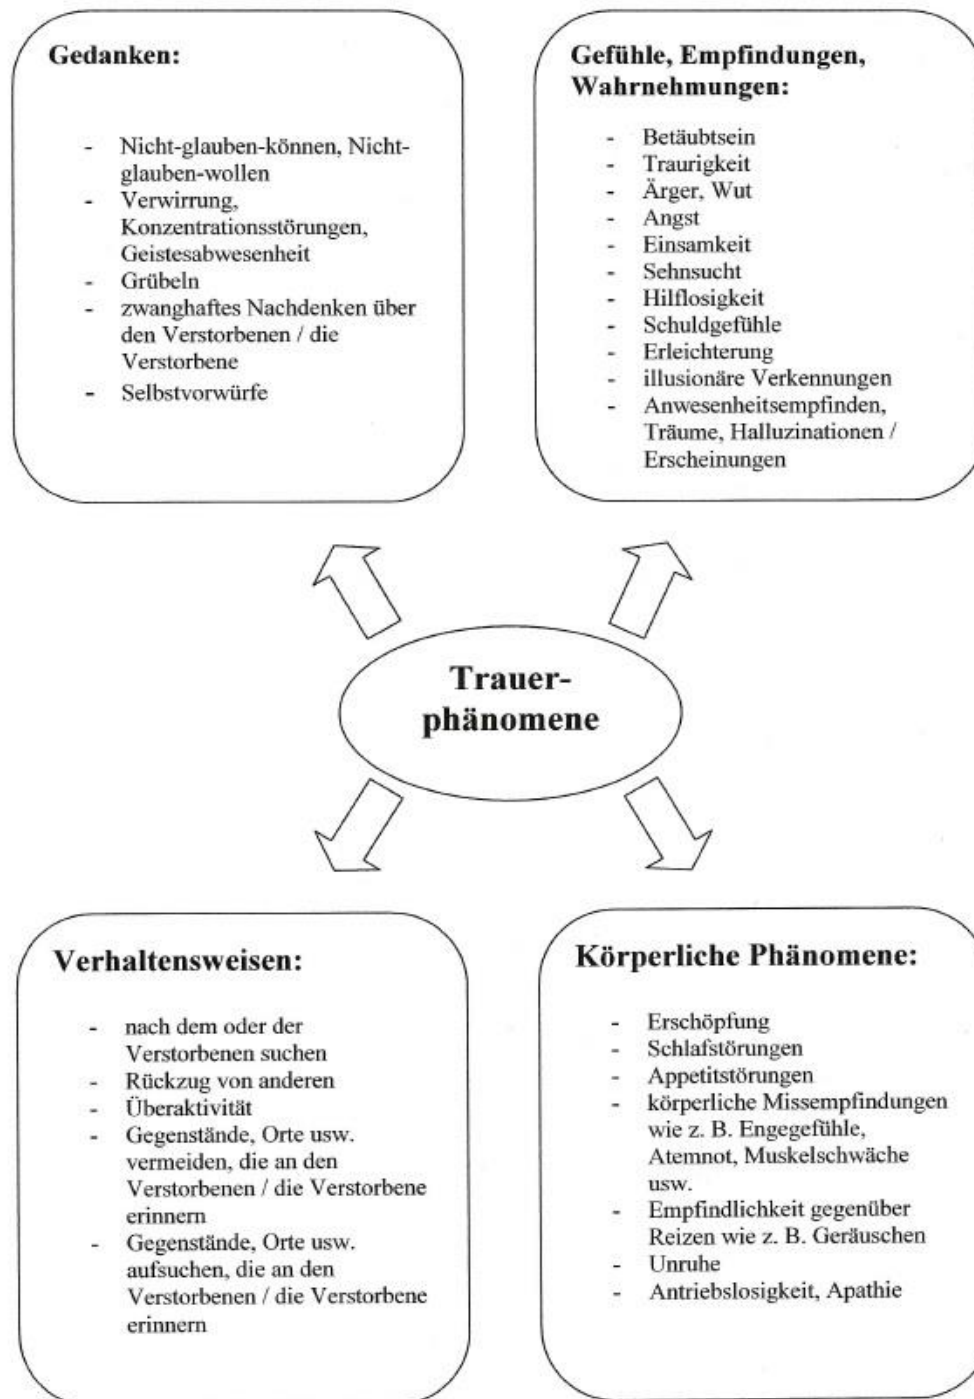 Gedanken:
- Nicht-glauben-können, Nicht-
glauben-wollen
- Verwirrung,
Konzentrationsstörungen,
Geistesabwesenheit
- Grübeln
- zwanghaftes Nachdenken über
den Verstorbenen / die
Verstorbene
- Selbstvorwürfe
Gefühle, Empfindungen,
Wahrnehmungen:
- Betäubtsein
- Traurigkeit
- Ärger, Wut
- Angst
- Einsamkeit
- Sehnsucht
- Hilflosigkeit
- Schuldgefühle
- Erleichterung
- illusionäre Verkennungen
- Anwesenheitsempfinden,
Träume, Halluzinationen /
Erscheinungen
Trauer-
phänomene
Verhaltensweisen:
- nach dem oder der
Verstorbenen suchen
- Rückzug von anderen
- Überaktivität
- Gegenstände, Orte usw.
vermeiden, die an den
Verstorbenen / die Verstorbene
erinnern
- Gegenstände, Orte usw.
aufsuchen, die an den
Verstorbenen / die Verstorbene
erinnern
Körperliche Phänomene:
- Erschöpfung
- Schlafstörungen
- Appetitstörungen
- körperliche Missempfindungen
wie z. B. Engegefühle,
Atemnot, Muskelschwäche
usw.
- Empfindlichkeit gegenüber
Reizen wie z. B. Geräuschen
- Unruhe
- Antriebslosigkeit, Apathie